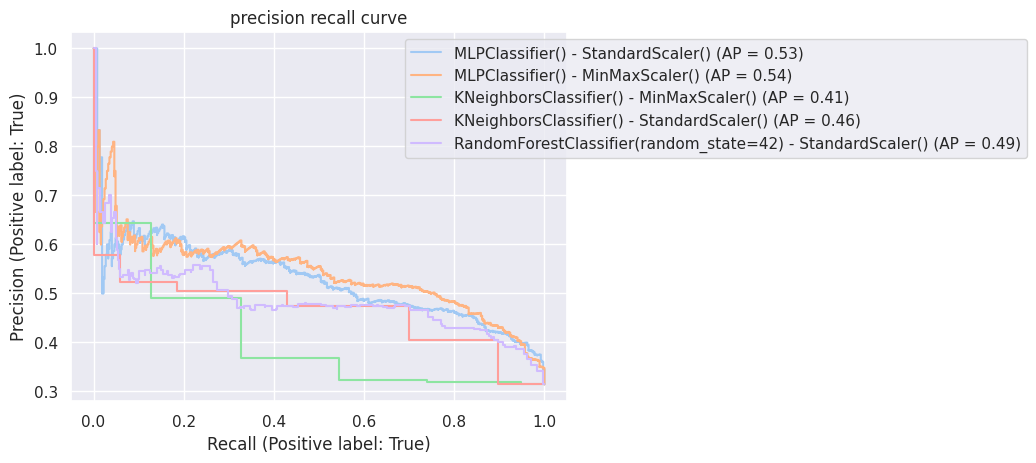 precision recall curve
1.0
0.9
0.8
0.7
0.6
0.5
0.4
0.3
Precision (Positive label: True)
MLPClassifier() - StandardScaler() (AP = 0.53)
MLPClassifier() - MinMaxScaler() (AP = 0.54)
KNeighborsClassifier() - MinMaxScaler() (AP = 0.41)
KNeighborsClassifier() - StandardScaler() (AP = 0.46)
RandomForestClassifier(random_state=42) - StandardScaler() (AP = 0.49)
0.0 0.2 0.4 0.6 0.8 1.0
Recall (Positive label: True)